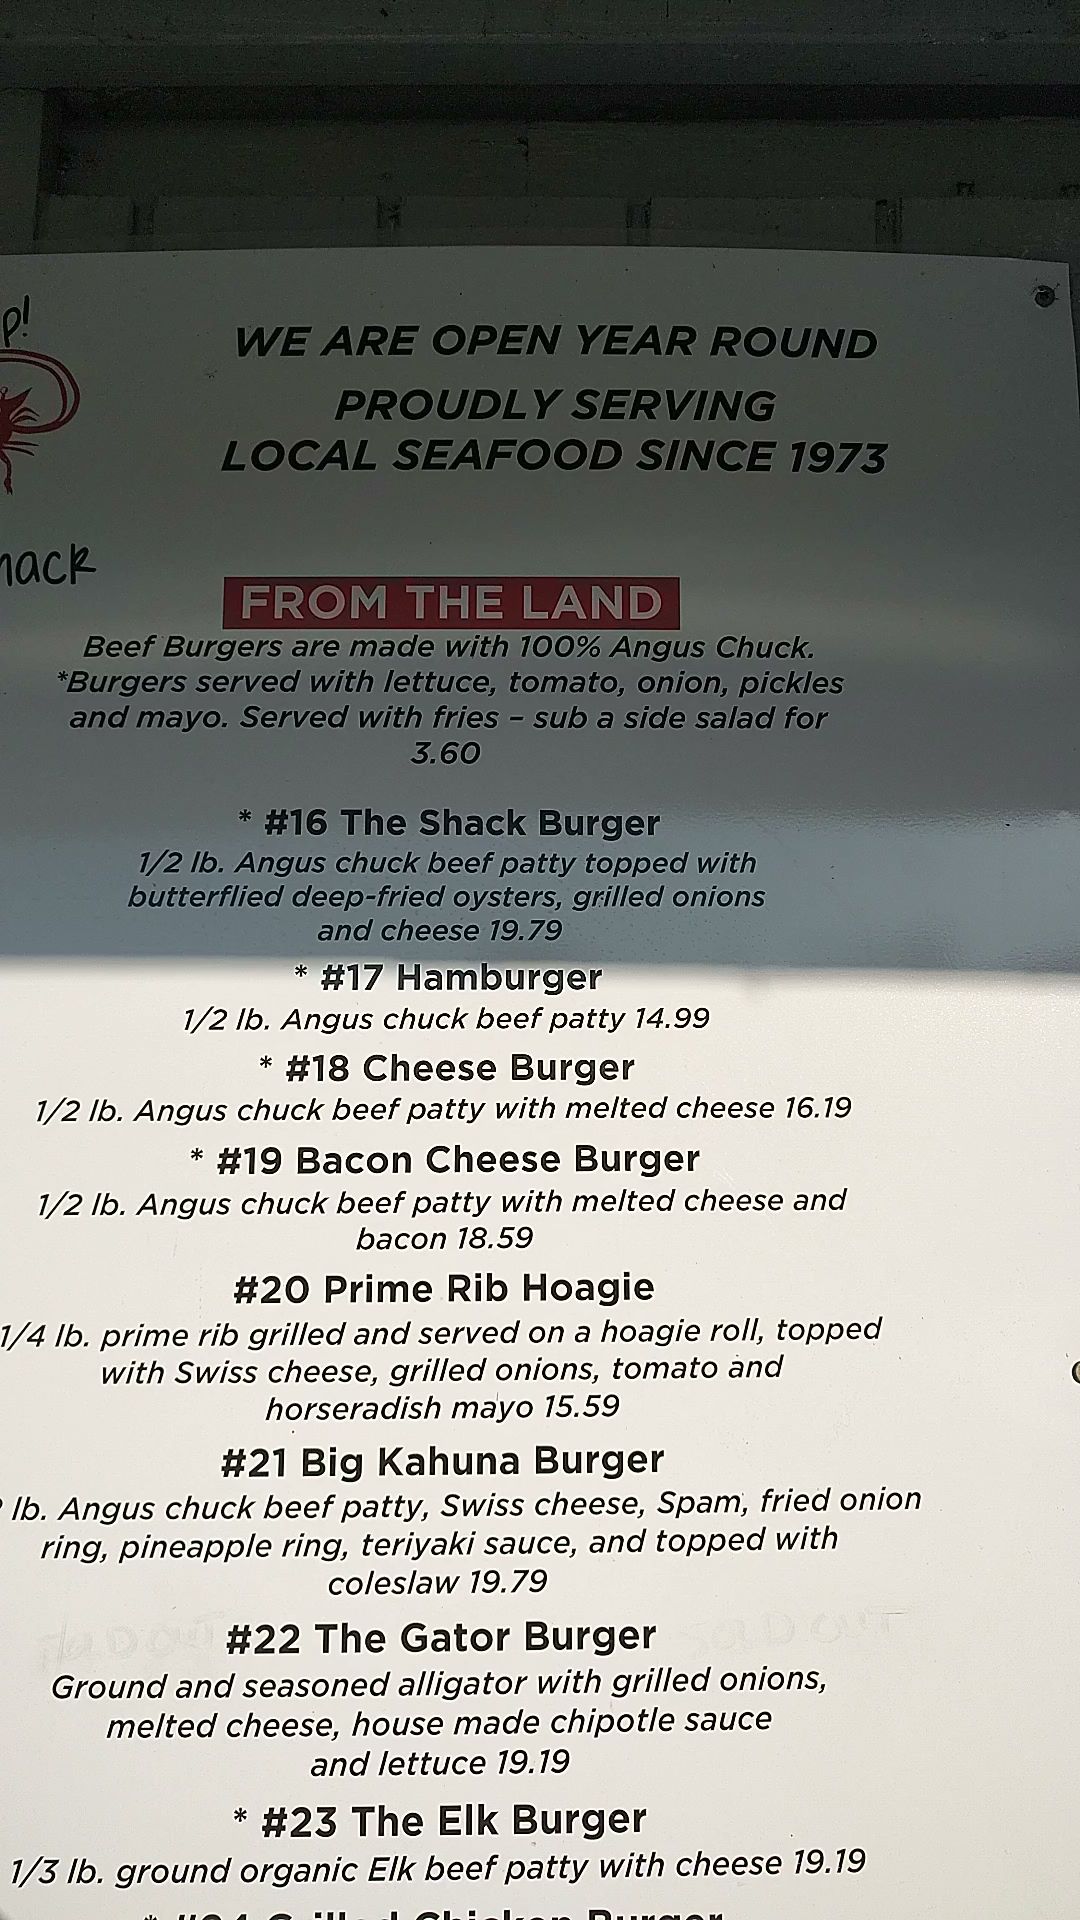 p!
WE ARE OPEN YEAR ROUND
PROUDLY SERVING
LOCAL SEAFOOD SINCE 1973
hack
FROM THE LAND
Beef Burgers are made with 100% Angus Chuck.
*Burgers served with lettuce, tomato, onion, pickles
and mayo. Served with fries – sub a side salad for
3.60
* #16 The Shack Burger
1/2 lb. Angus chuck beef patty topped with
butterflied deep-fried oysters, grilled onions
and cheese 19.79
* #17 Hamburger
1/2 lb. Angus chuck beef patty 14.99
* #18 Cheese Burger
1/2 lb. Angus chuck beef patty with melted cheese 16.19
* #19 Bacon Cheese Burger
1/2 lb. Angus chuck beef patty with melted cheese and
bacon 18.59
#20 Prime Rib Hoagie
1/4 lb. prime rib grilled and served on a hoagie roll, topped
with Swiss cheese, grilled onions, tomato and
horseradish mayo 15.59
#21 Big Kahuna Burger
lb. Angus chuck beef patty, Swiss cheese, Spam, fried onion
ring, pineapple ring, teriyaki sauce, and topped with
coleslaw 19.79
#22 The Gator Burger
Ground and seasoned alligator with grilled onions,
melted cheese, house made chipotle sauce
and lettuce 19.19
* #23 The Elk Burger
1/3 lb. ground organic Elk beef patty with cheese 19.19
* #24 Grilled Chicken Burger